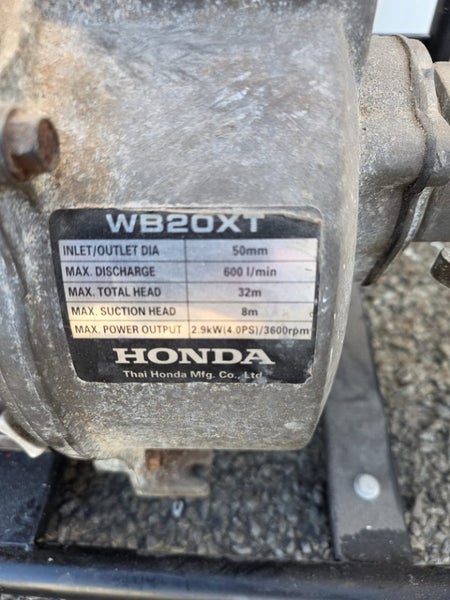 WB20XT
INLET/OUTLET DIA 50mm
MAX. DISCHARGE 600 l/min
MAX. TOTAL HEAD 32m
MAX. SUCTION HEAD 8m
MAX. POWER OUTPUT 2.9kW(4.0PS)/3600rpm
HONDA
Thai Honda Mfg. Co., Ltd.